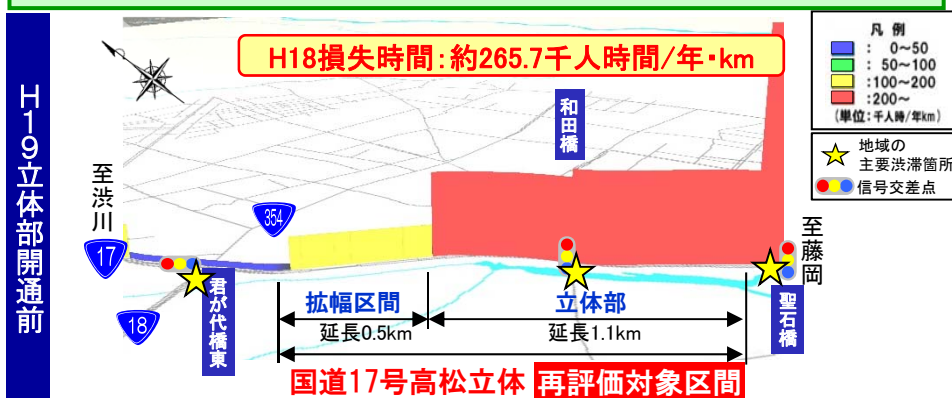 H19立体部開通前
H18損失時間：約265.7千人時間/年・km
凡 例
： 0～50
： 50～100
：100～200
：200～
(単位：千人時/年km)
地域の
主要渋滞箇所
信号交差点
至渋川
17
18
354
君が代橋東
和田橋
至藤岡
聖石橋
拡幅区間
延長0.5km
立体部
延長1.1km
国道17号高松立体 再評価対象区間